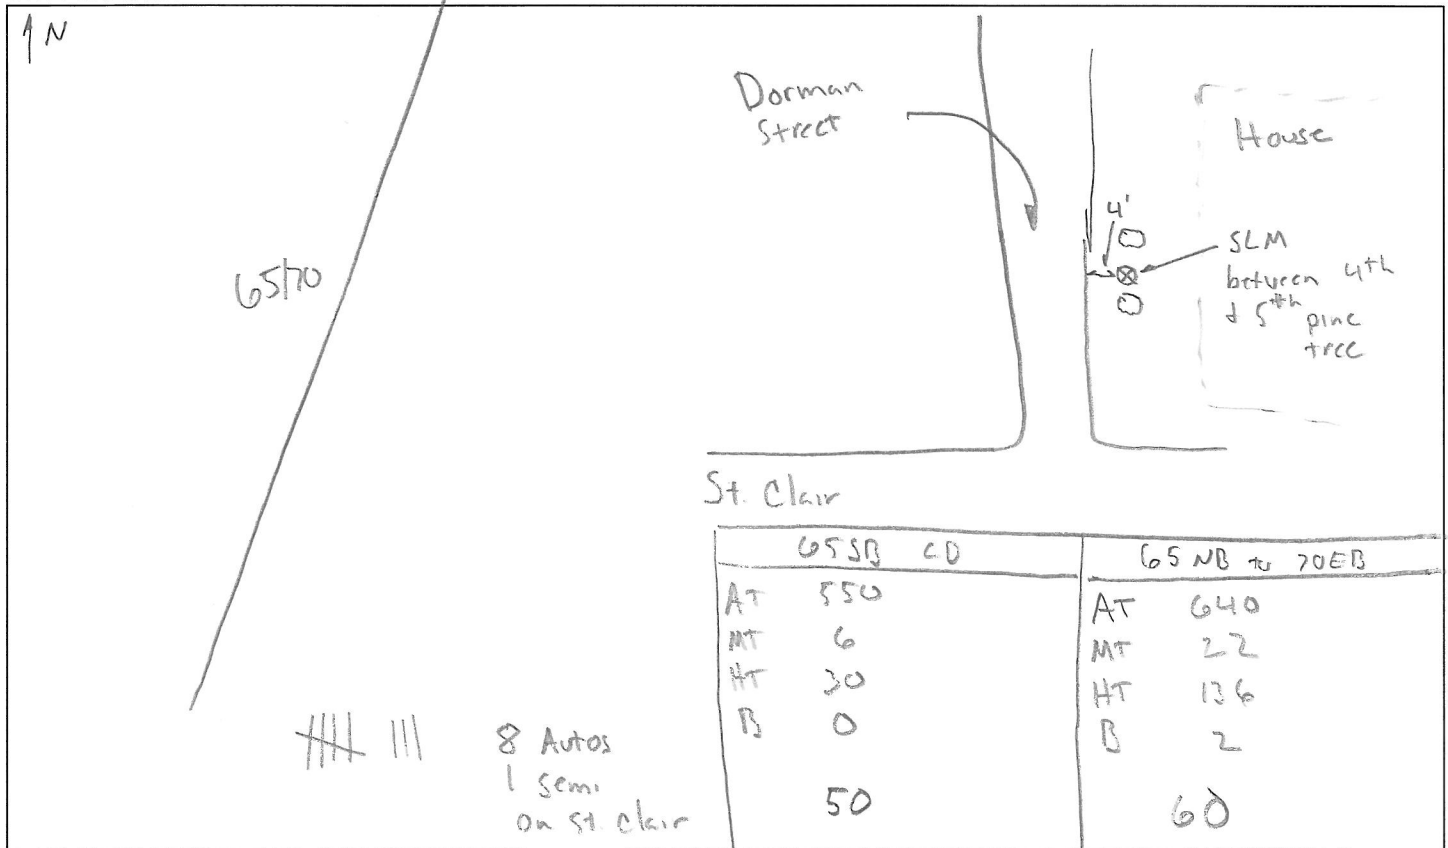 N
Dorman
Street
House
4'
SLM
between 4th
& 5th pine
tree
65/70
St. Clair
65SB CD
AT 550
MT 6
HT 30
B 0
50
65 NB to 70EB
AT 640
MT 22
HT 136
B 2
60
8 Autos
1 semi
on St. Clair